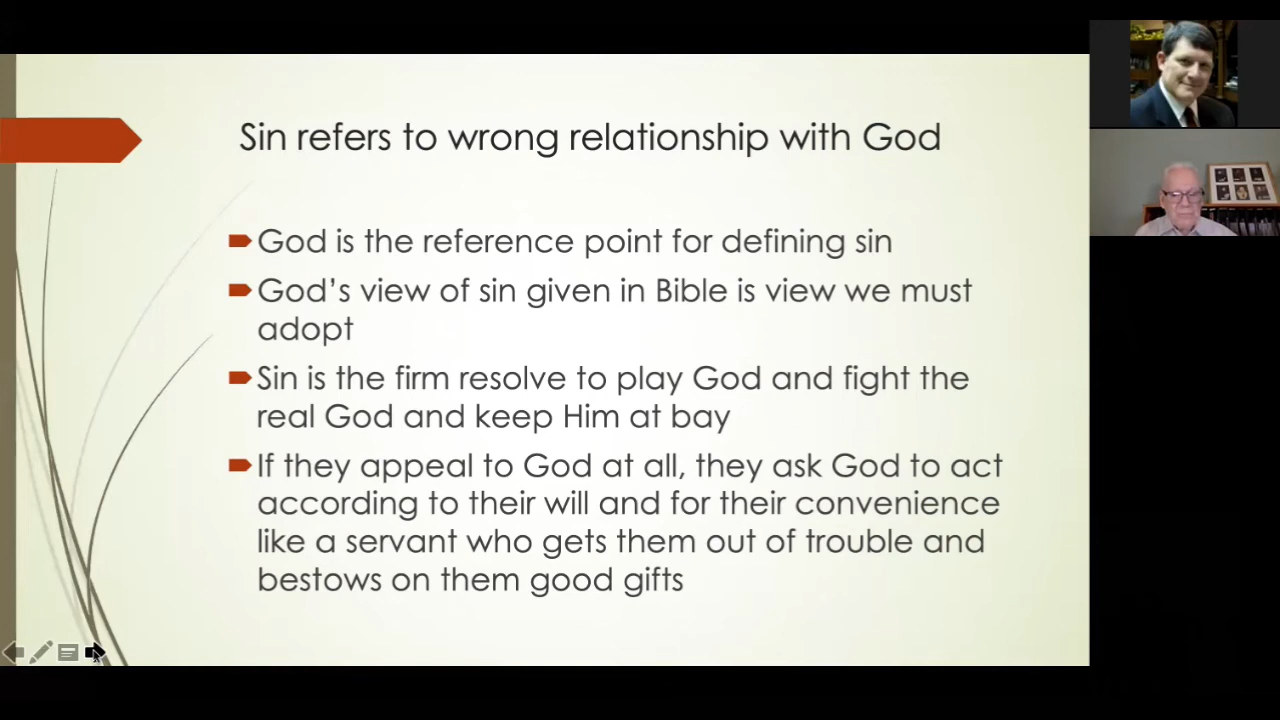 Sin refers to wrong relationship with God
God is the reference point for defining sin
God’s view of sin given in Bible is view we must
adopt
Sin is the firm resolve to play God and fight the
real God and keep Him at bay
If they appeal to God at all, they ask God to act
according to their will and for their convenience
like a servant who gets them out of trouble and
bestows on them good gifts